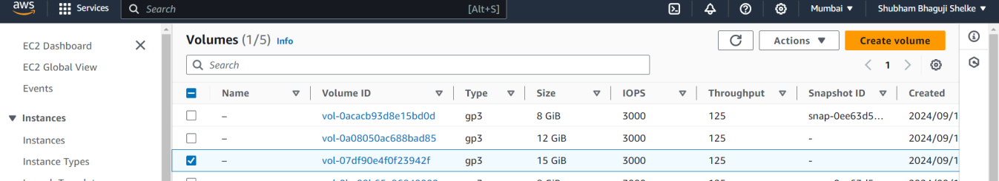 aws Services Search [Alt+S] Mumbai ▼ Shubham Bhaguji Shelke ▼
EC2 Dashboard
EC2 Global View
Events
▼ Instances
Instances
Instance Types
Volumes (1/5) Info Actions ▼ Create volume
Search 1
Name Volume ID Type Size IOPS Throughput Snapshot ID Created
– vol-0acacb93d8e15bd0d gp3 8 GiB 3000 125 snap-0ee63d5... 2024/09/1
– vol-0a08050ac688bad85 gp3 12 GiB 3000 125 - 2024/09/1
– vol-07df90e4f0f23942f gp3 15 GiB 3000 125 - 2024/09/1